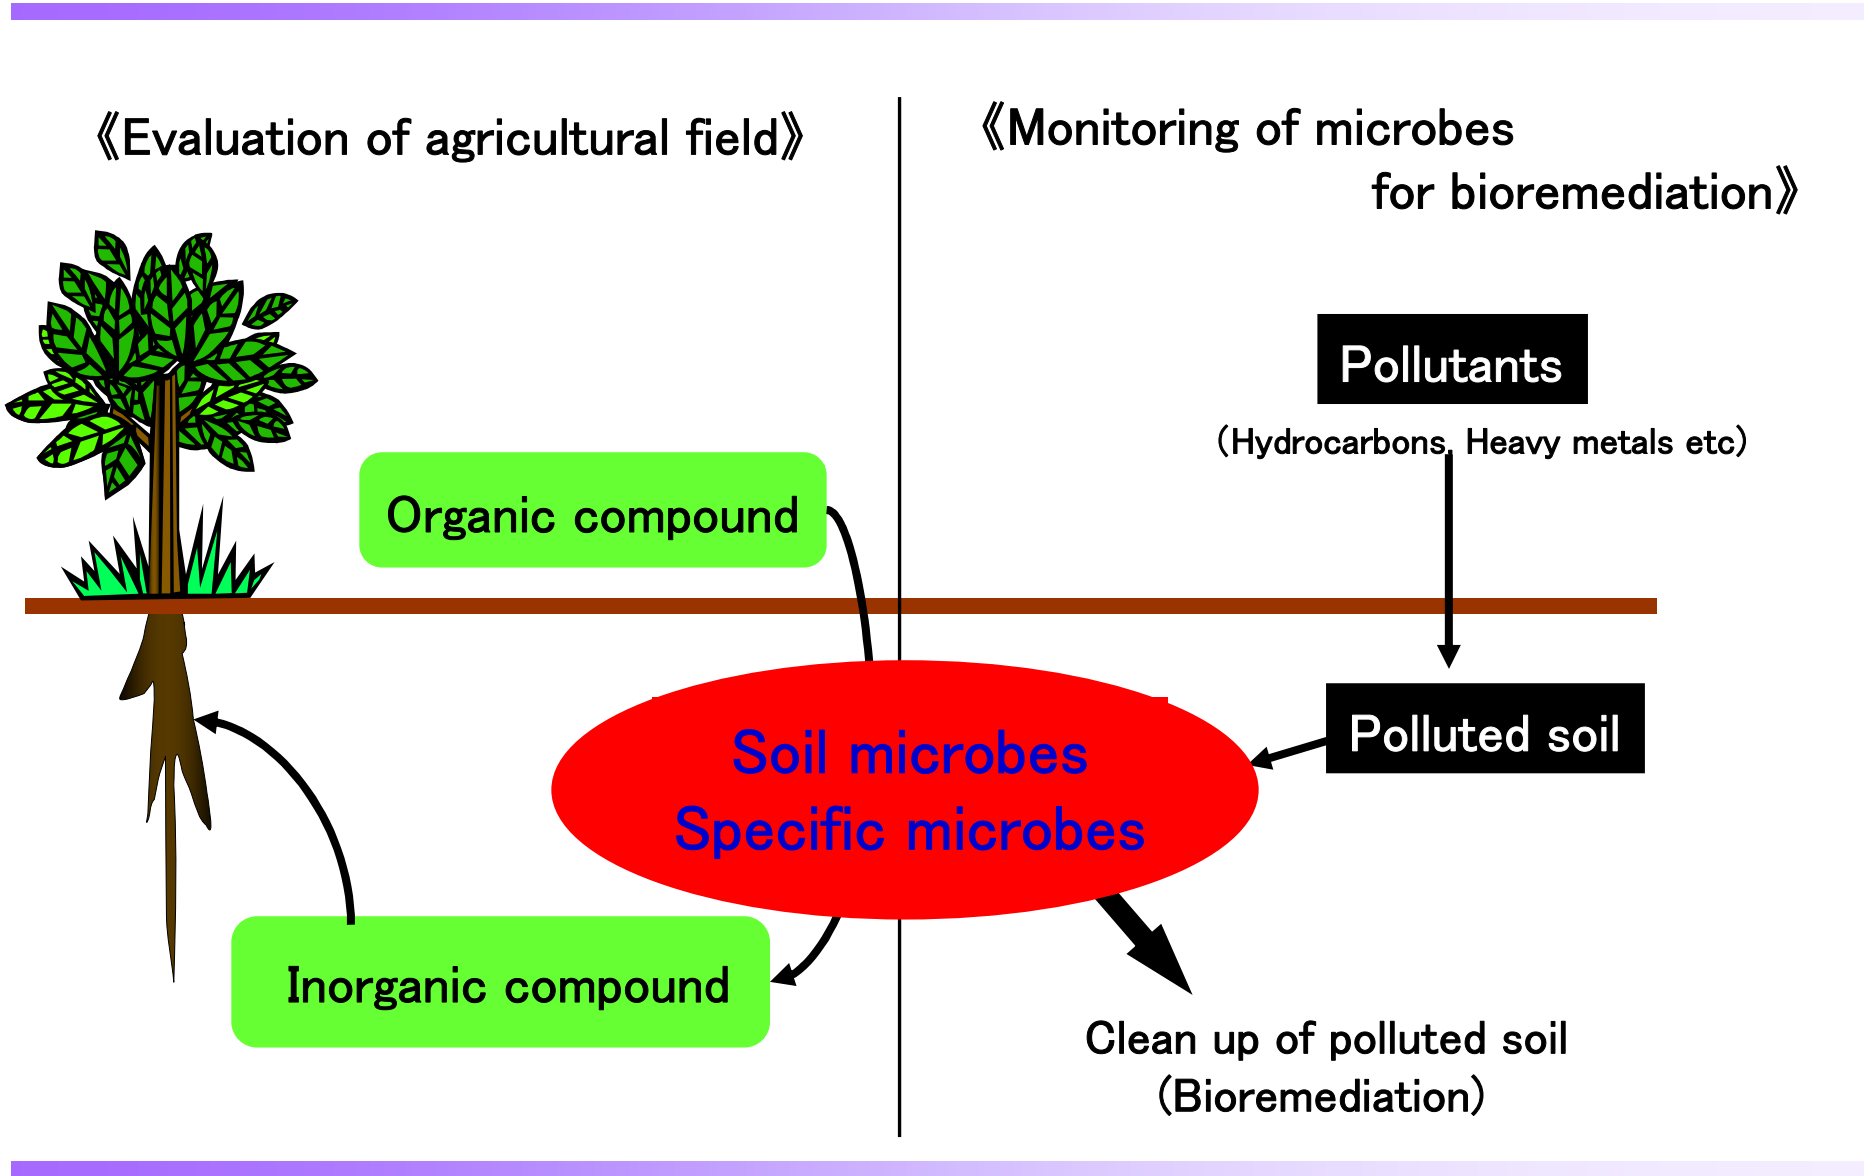 《Evaluation of agricultural field》
《Monitoring of microbes
for bioremediation》
Pollutants
(Hydrocarbons, Heavy metals etc)
Organic compound
Polluted soil
Soil microbes
Specific microbes
Inorganic compound
Clean up of polluted soil
(Bioremediation)